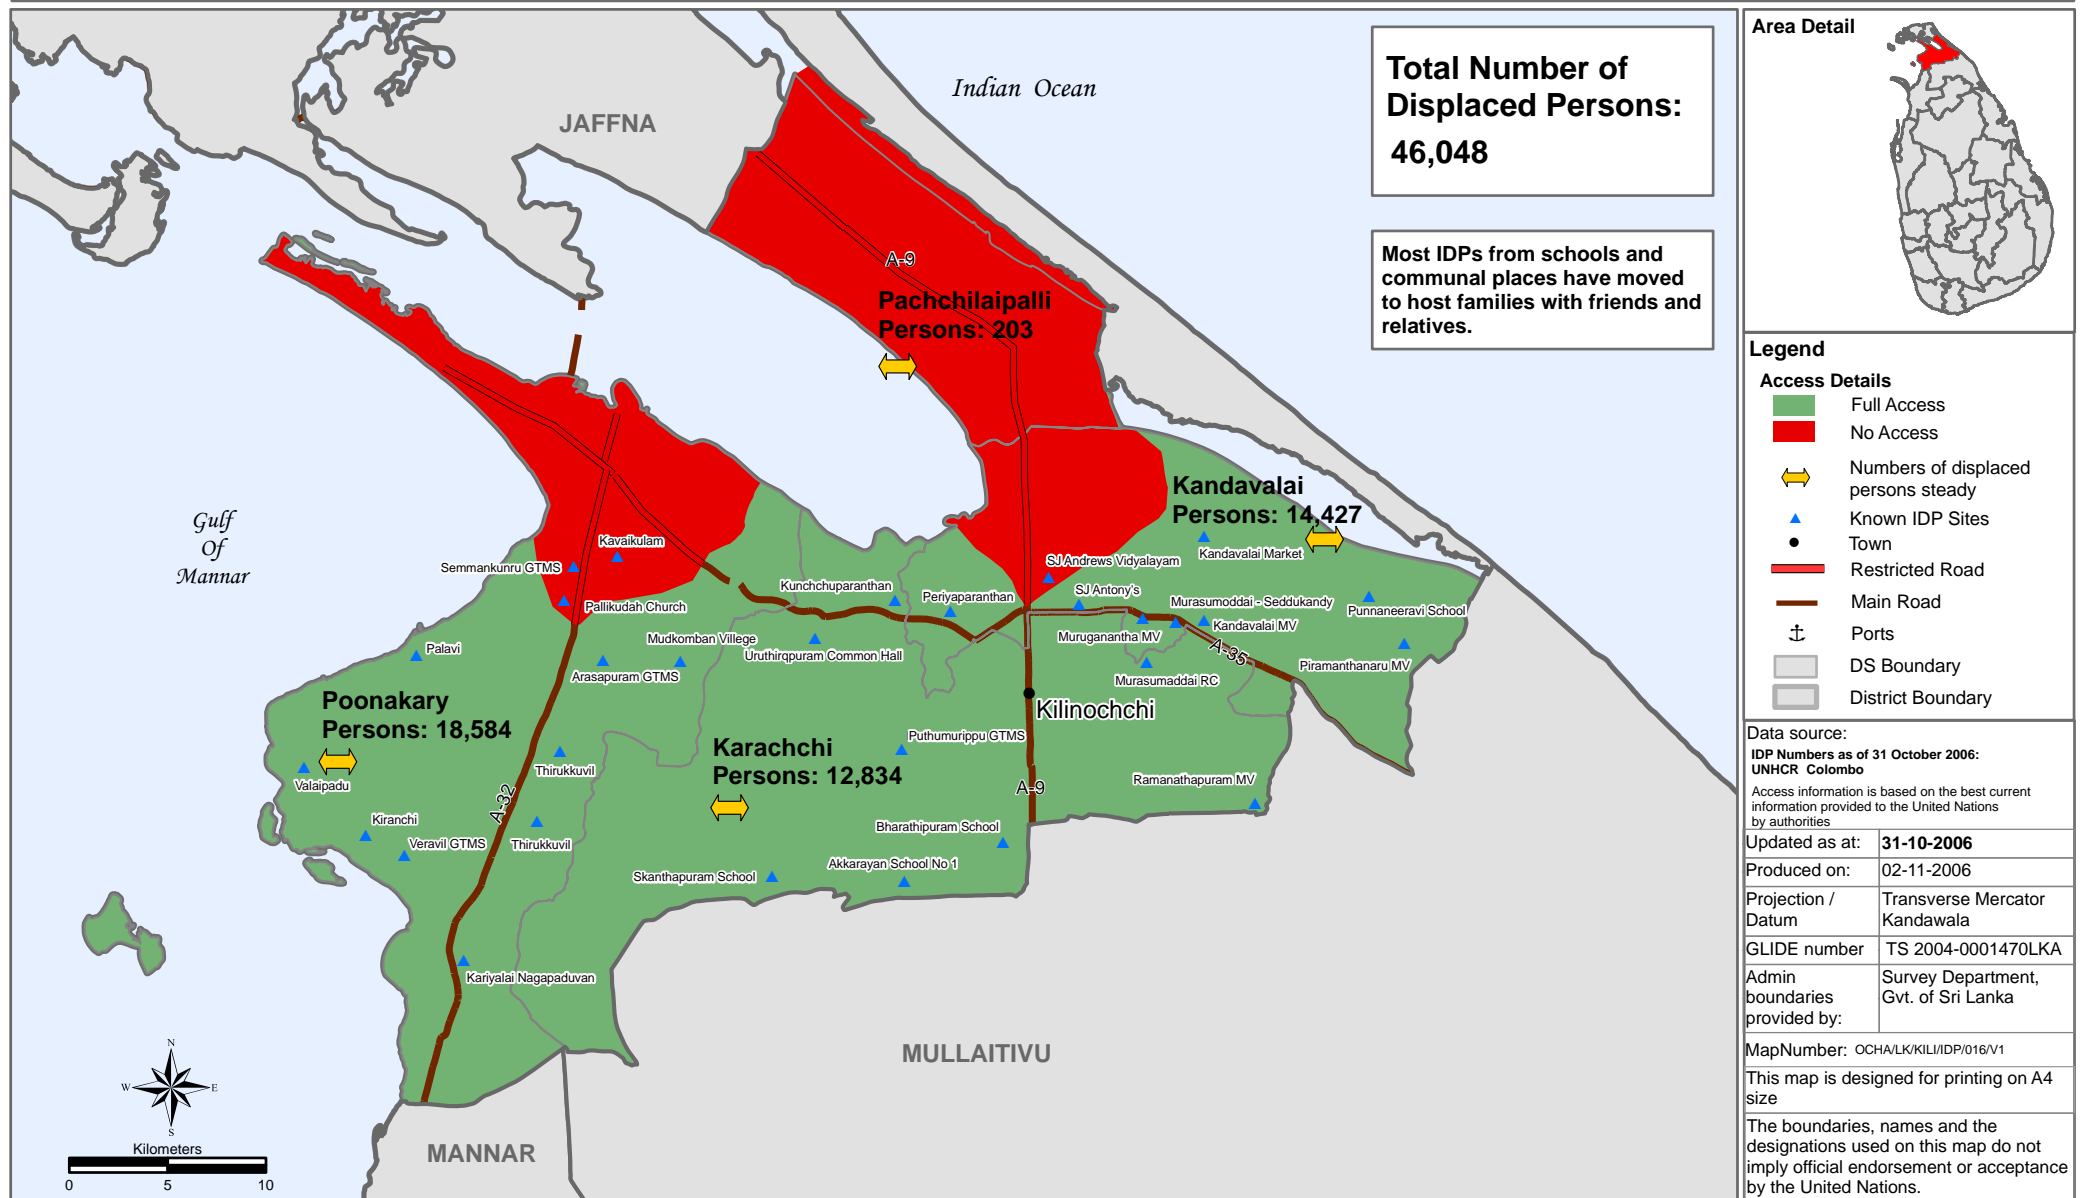 Indian  Ocean
JAFFNA
Total Number of
Displaced Persons:
46,048
Most IDPs from schools and
communal places have moved
to host families with friends and
relatives.
A-9
Pachchilaipalli
Persons: 203
Gulf
Of
Mannar
Kandavalai
Persons: 14,427
Kavaikulam
Semmankunru GTMS
Pallikudah Church
Kunchchuparanthan
Periyaparanthan
SJ Andrews Vidyalayam
Kandavalai Market
SJ Antony's
Murasumoddai - Seddukandy
Punnaneeravi School
Muruganantha MV
Kandavalai MV
A-35
Piramanthanaru MV
Murasumaddai RC
Mudkomban Villege
Uruthirqpuram Common Hall
Palavi
Arasapuram GTMS
Poonakary
Persons: 18,584
Kilinochchi
Karachchi
Persons: 12,834
Puthumurippu GTMS
Thirukkuvil
Valaipadu
A-32
A-9
Ramanathapuram MV
Kiranchi
Veravil GTMS
Thirukkuvil
Bharathipuram School
Skanthapuram School
Akkarayan School No 1
Kariyalai Nagapaduvan
MULLAITIVU
MANNAR
N
W
E
S
Kilometers
0
5
10
Area Detail
Legend
Access Details
Full Access
No Access
Numbers of displaced
persons steady
Known IDP Sites
Town
Restricted Road
Main Road
Ports
DS Boundary
District Boundary
Data source:
IDP Numbers as of 31 October 2006:
UNHCR  Colombo
Access information is based on the best current
information provided to the United Nations
by authorities
Updated as at: 31-10-2006
Produced on: 02-11-2006
Projection / Transverse Mercator
Datum Kandawala
GLIDE number TS 2004-0001470LKA
Admin Survey Department,
boundaries Gvt. of Sri Lanka
provided by:
MapNumber: OCHA/LK/KILI/IDP/016/V1
This map is designed for printing on A4
size
The boundaries, names and the
designations used on this map do not
imply official endorsement or acceptance
by the United Nations.